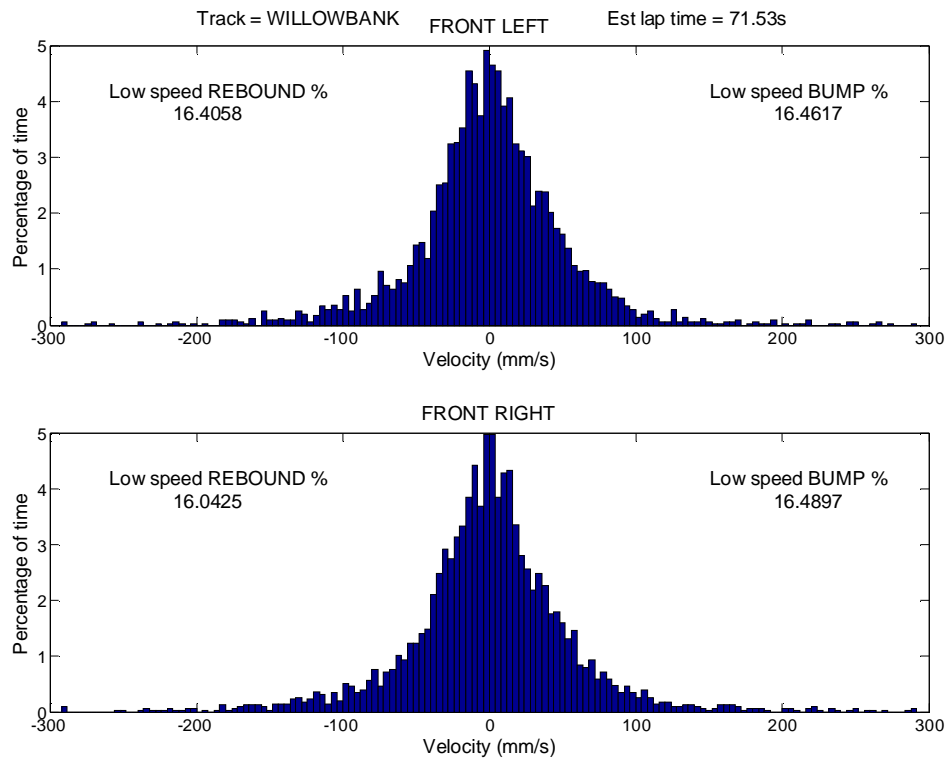 Track = WILLOWBANK
Est lap time = 71.53s
FRONT LEFT
Low speed REBOUND %
16.4058
Low speed BUMP %
16.4617
Percentage of time
5
4
3
2
1
0
-300 -200 -100 0 100 200 300
Velocity (mm/s)
FRONT RIGHT
Low speed REBOUND %
16.0425
Low speed BUMP %
16.4897
Percentage of time
5
4
3
2
1
0
-300 -200 -100 0 100 200 300
Velocity (mm/s)